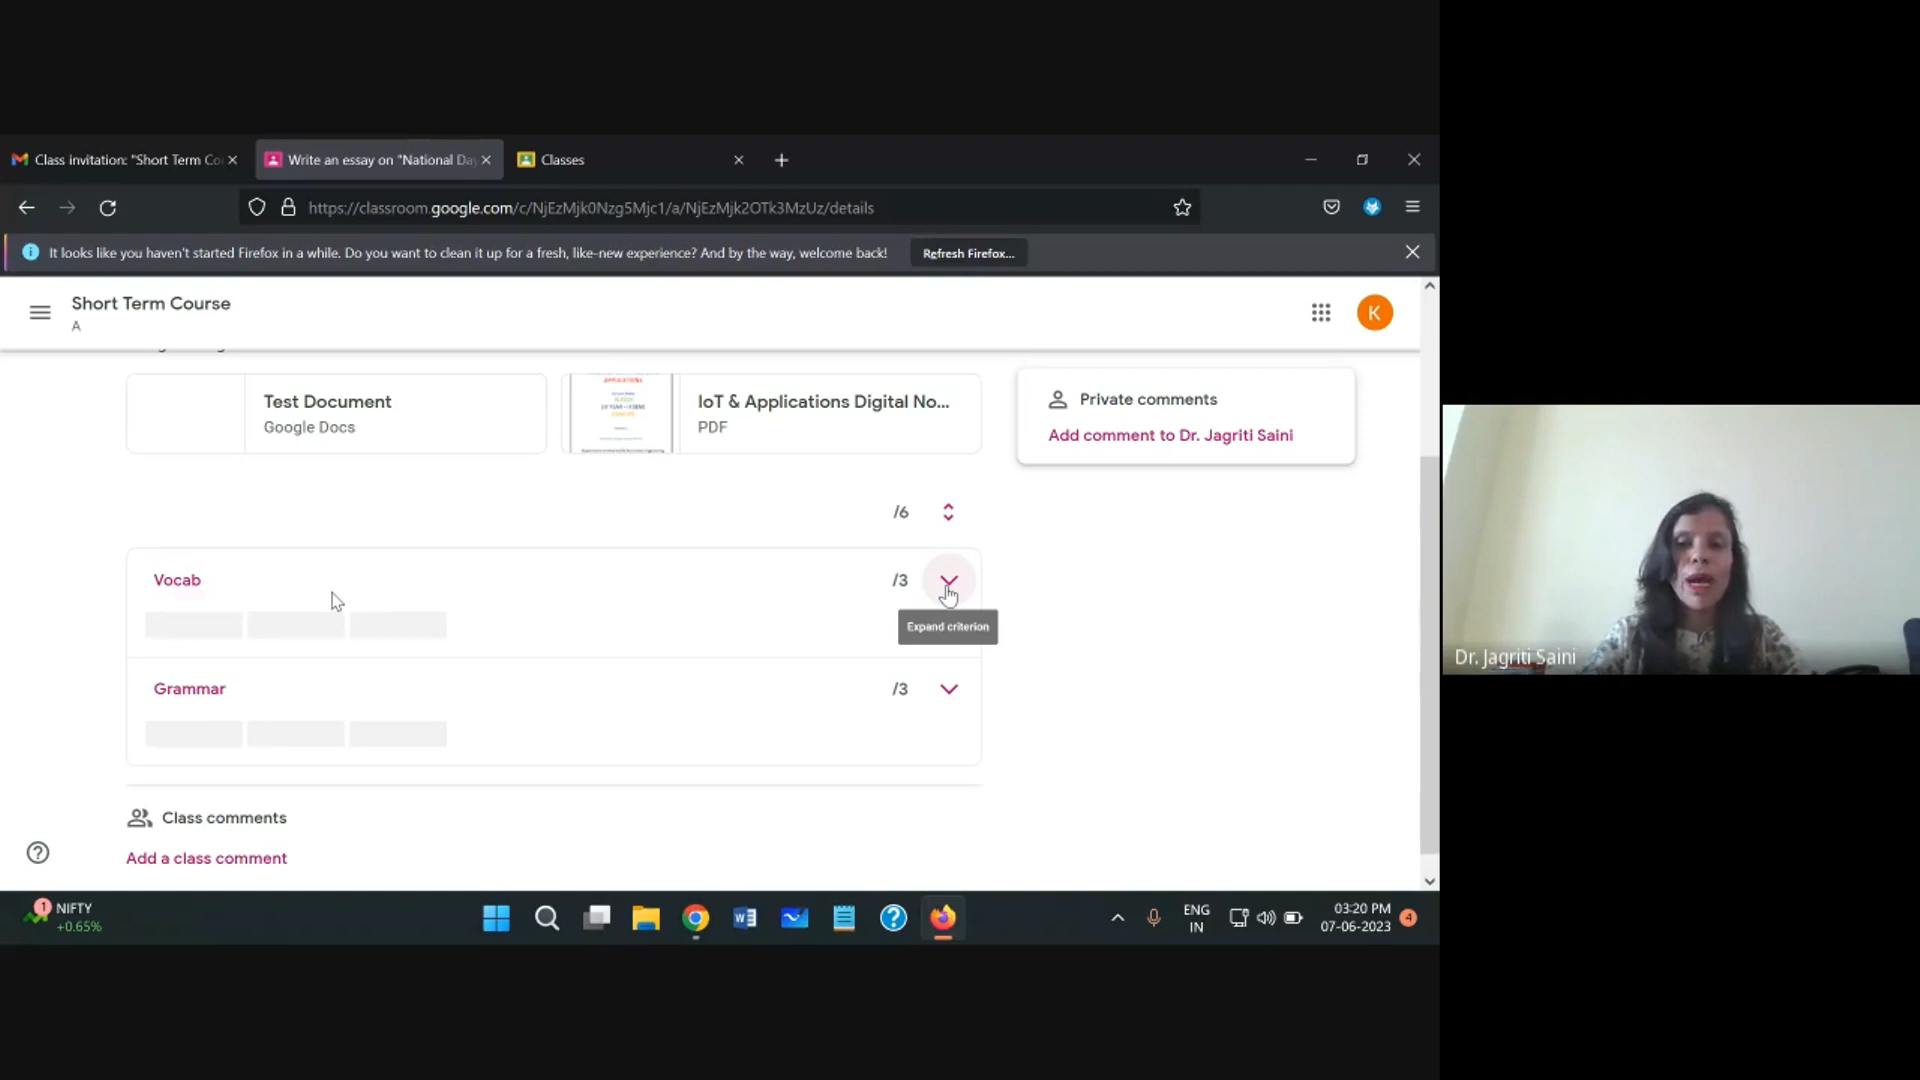 Class invitation: "Short Term Co
Write an essay on "National Day
Classes
https://classroom.google.com/c/NjEzMjk0Nzg5Mjc1/a/NjEzMjk2OTk3MzUz/details
It looks like you haven't started Firefox in a while. Do you want to clean it up for a fresh, like-new experience? And by the way, welcome back!
Refresh Firefox...
Short Term Course
A
K
Test Document
Google Docs
APPLICATIONS
IoT & Applications Digital No...
PDF
Private comments
Add comment to Dr. Jagriti Saini
/6
Vocab
/3
Expand criterion
Grammar
/3
Class comments
Add a class comment
Dr. Jagriti Saini
1
NIFTY
+0.65%
ENG
IN
03:20 PM
07-06-2023
4